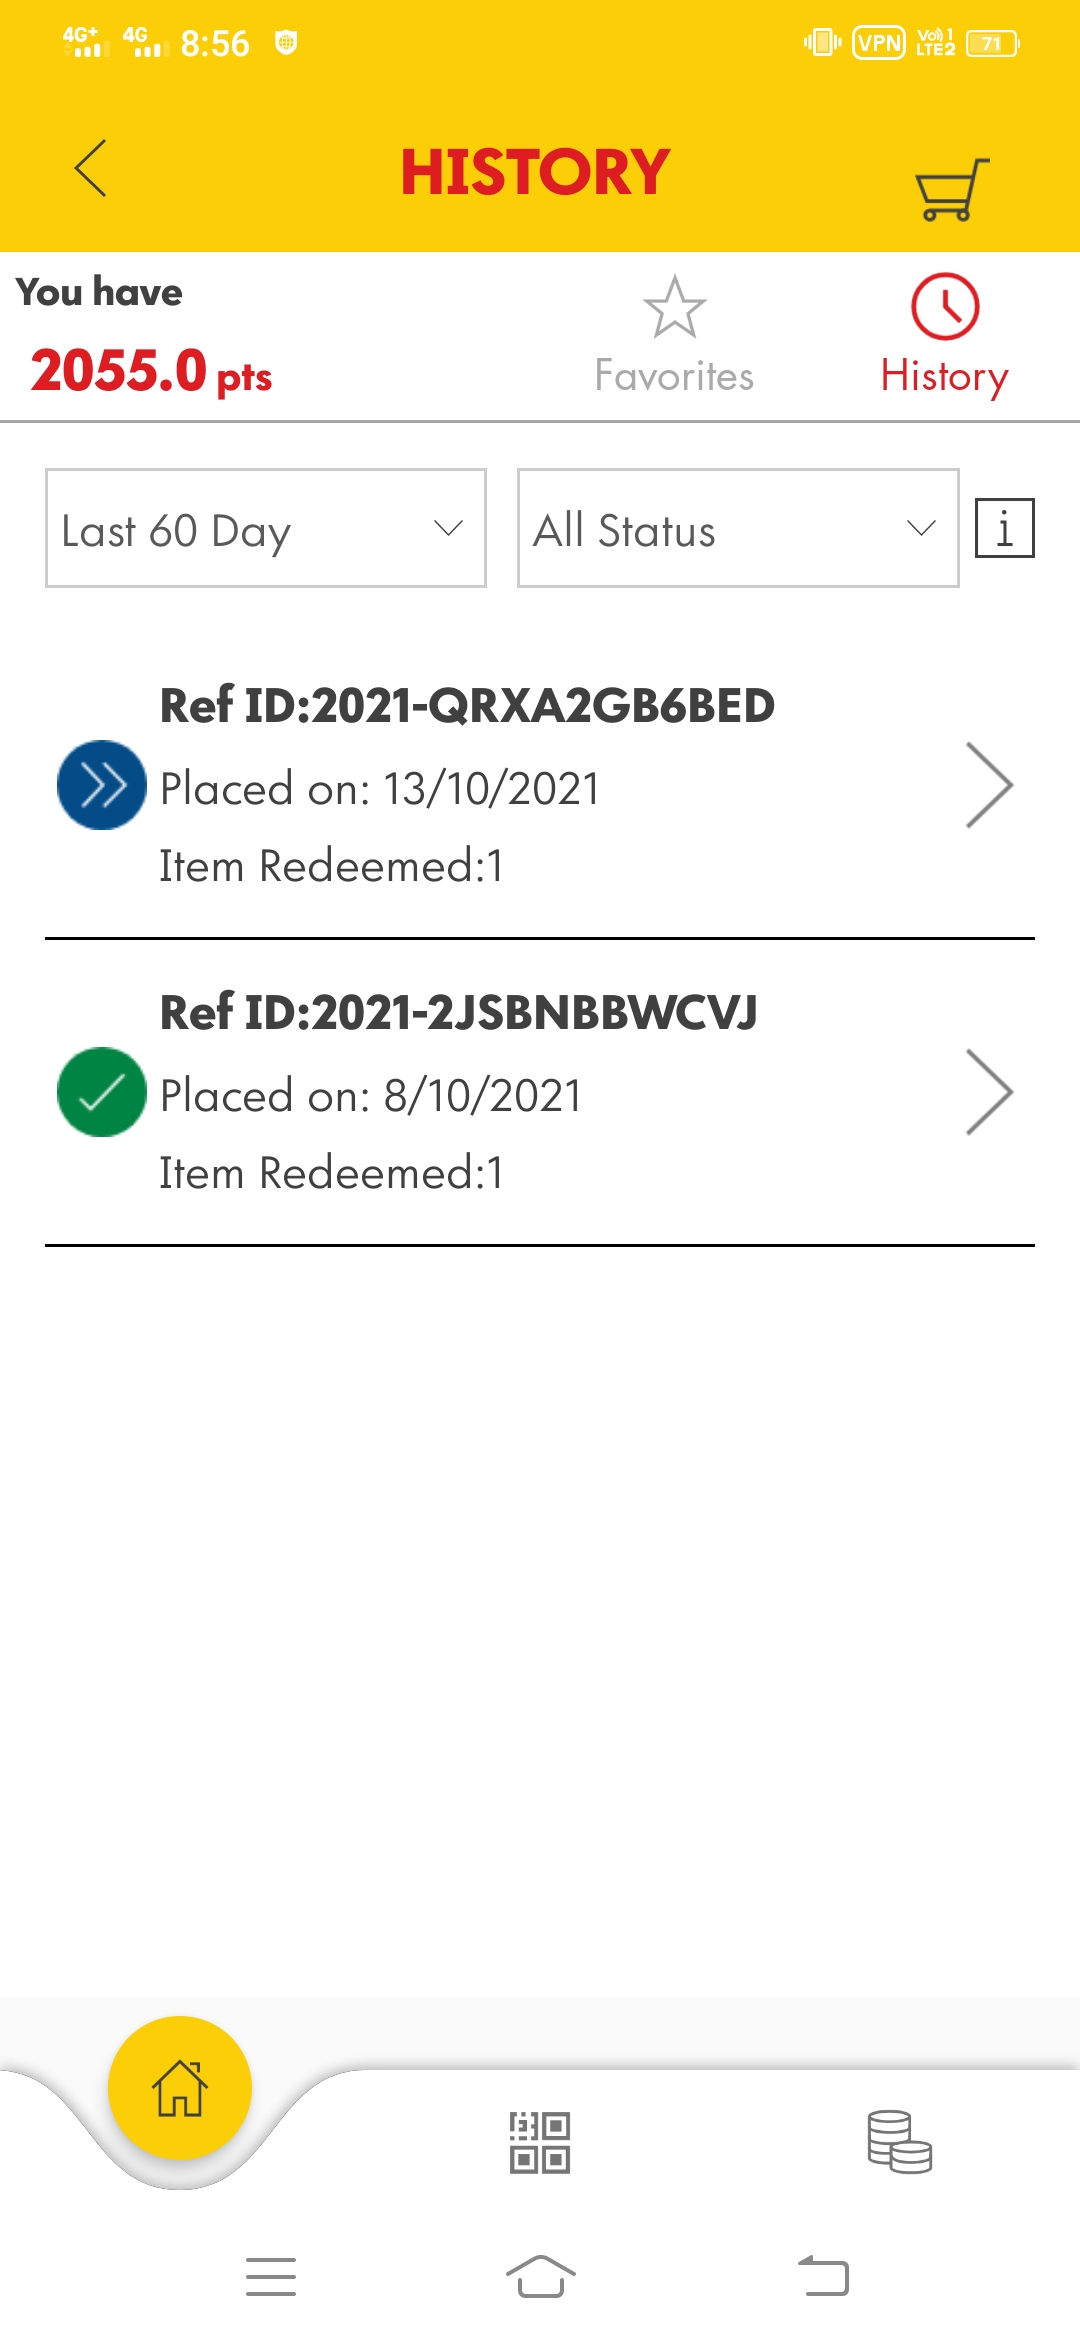 4G+ 4G 8:56 VPN Vo) 1 LTE2 71
HISTORY
You have
2055.0 pts
Favorites
History
Last 60 Day
All Status
i
Ref ID:2021-QRXA2GB6BED
Placed on: 13/10/2021
Item Redeemed:1
Ref ID:2021-2JSBNBBWCVJ
Placed on: 8/10/2021
Item Redeemed:1